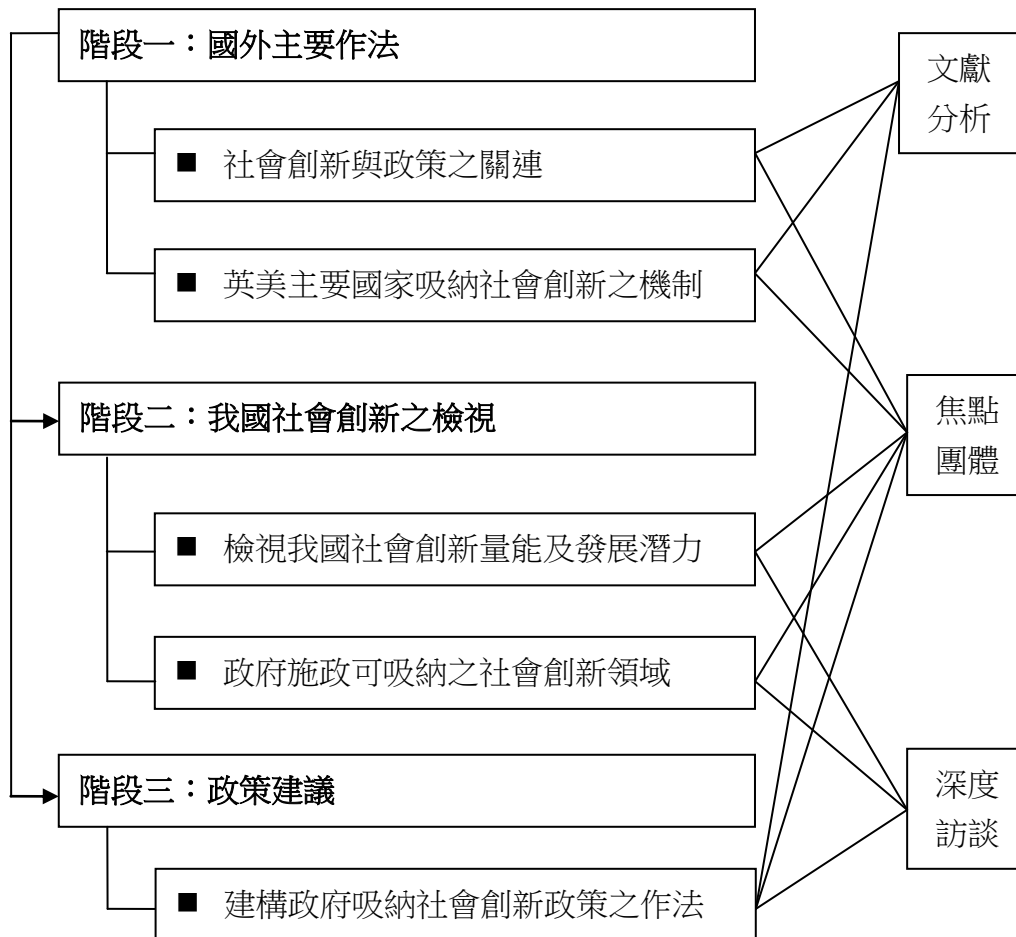 階段一：國外主要作法
■ 社會創新與政策之關連
■ 英美主要國家吸納社會創新之機制
階段二：我國社會創新之檢視
■ 檢視我國社會創新量能及發展潛力
■ 政府施政可吸納之社會創新領域
階段三：政策建議
■ 建構政府吸納社會創新政策之作法
文獻
分析
焦點
團體
深度
訪談